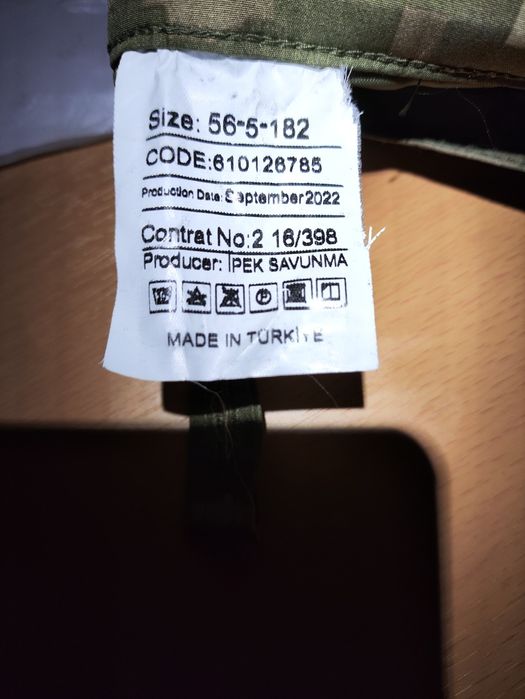 Size: 56-5-182
CODE:610126785
Production Date: September2022
Contrat No:2 16/398
Producer: IPEK SAVUNMA
MADE IN TÜRKİYE